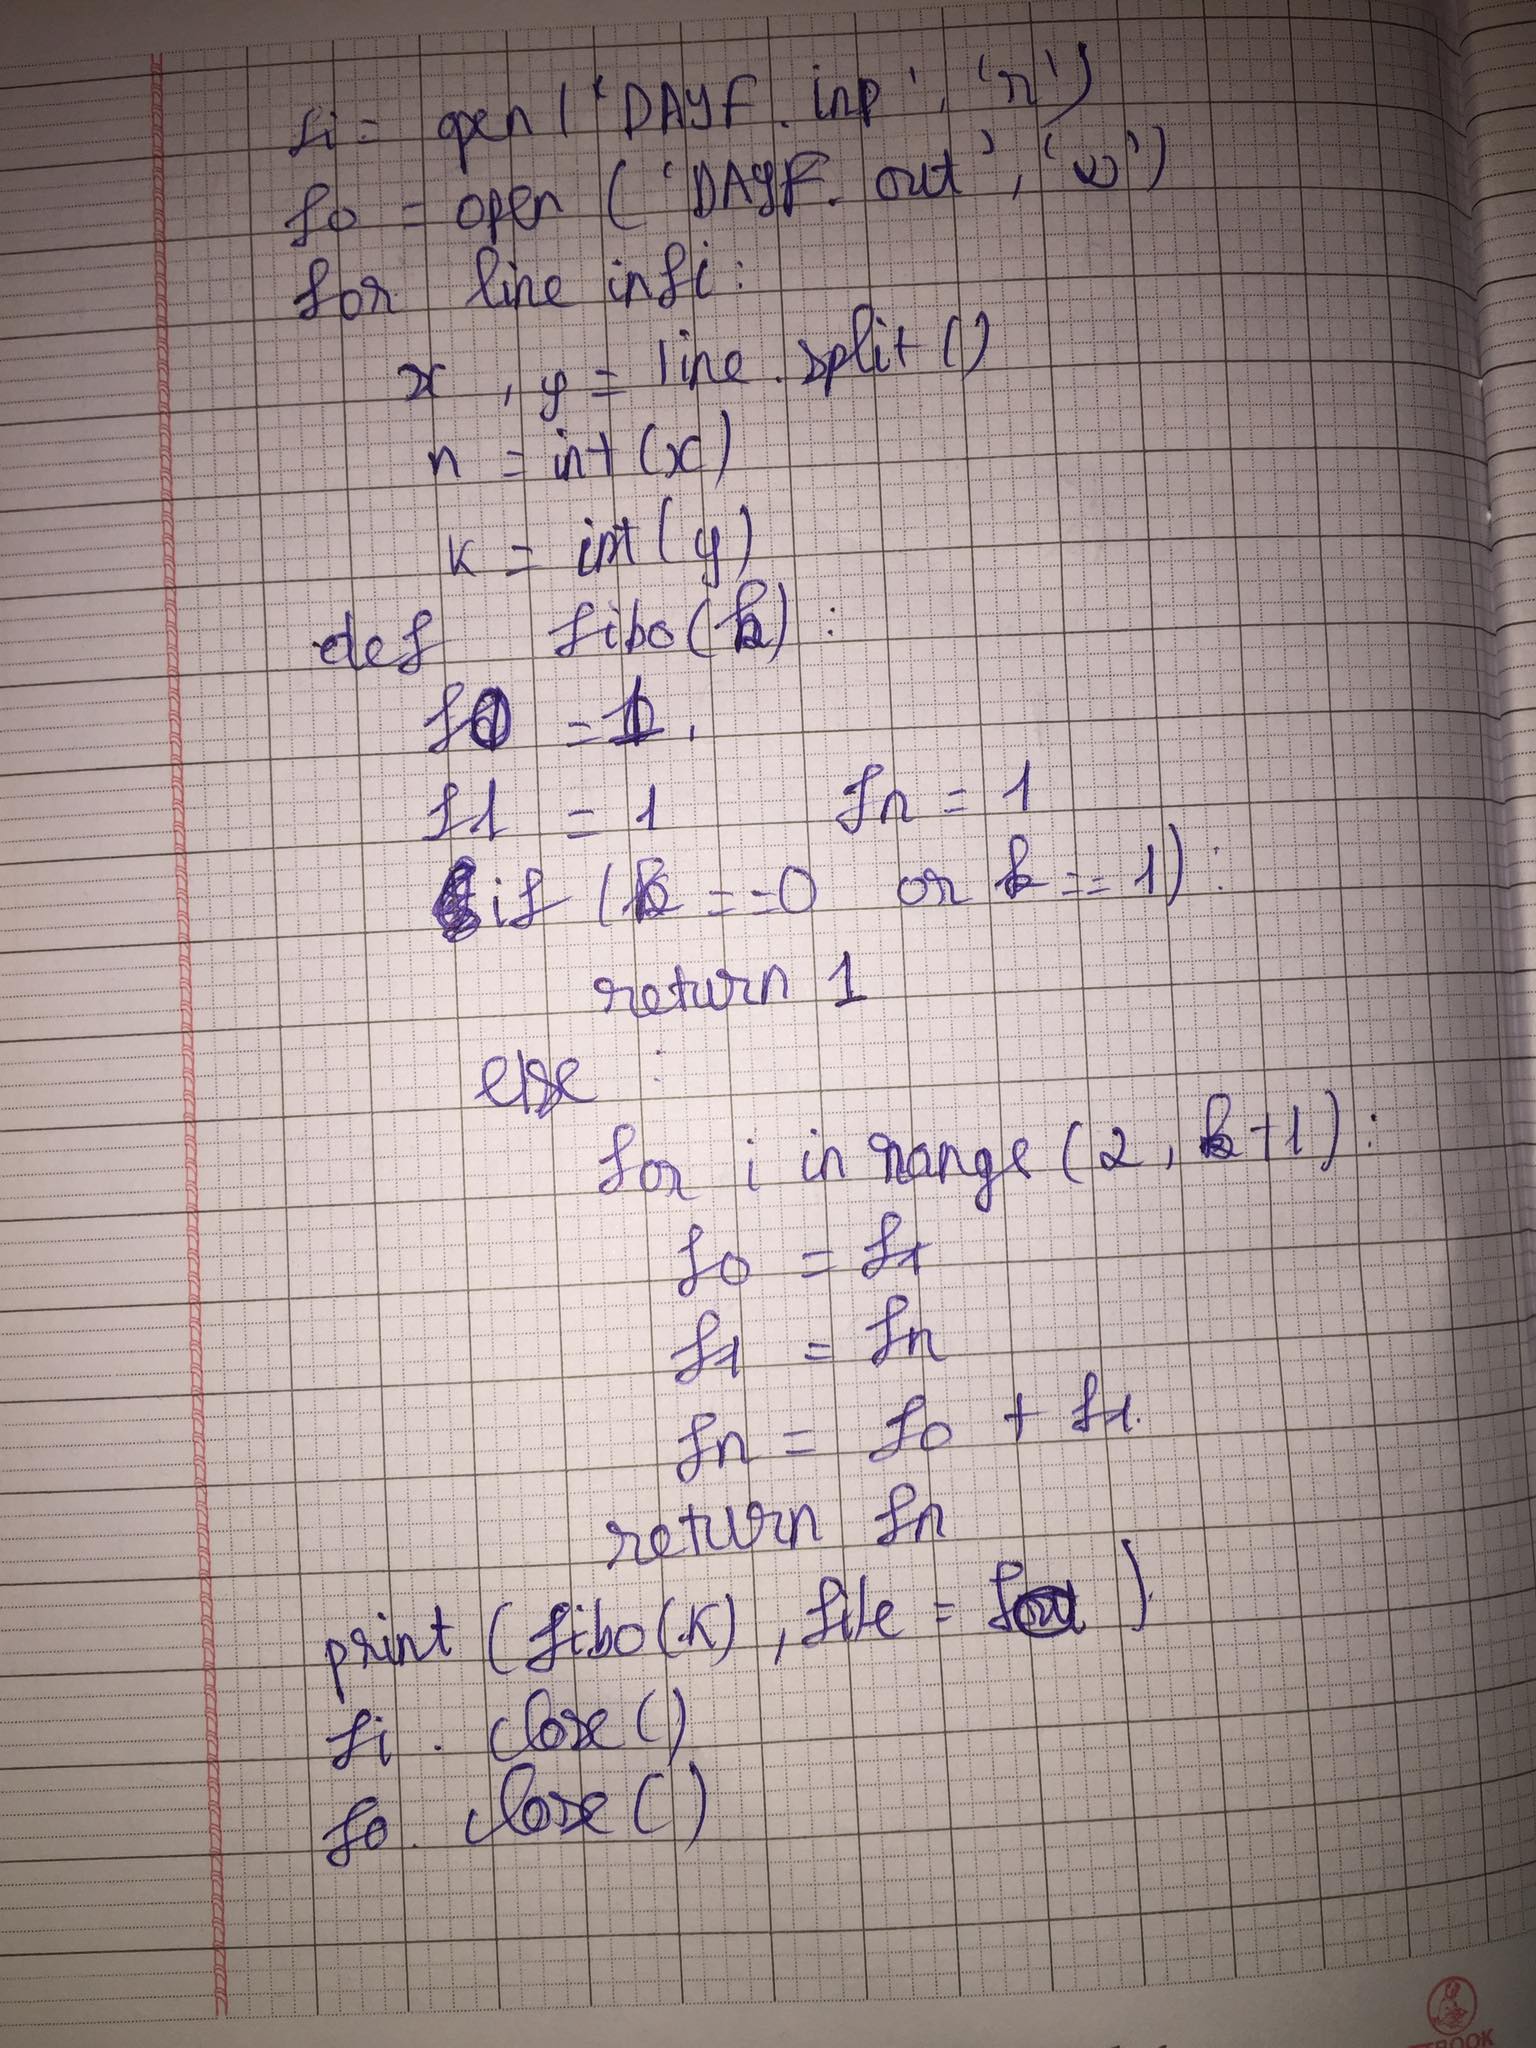 fi = open ('DAYF.inp', 'r')
fo = open ('DAYF.out', 'w')
for line in fi:
x, y = line.split()
n = int(x)
k = int(y)
def fibo(k):
f0 = 1
f1 = 1 fn = 1
if (k == 0 or k == 1):
return 1
else :
for i in range (2, k+1):
f0 = f1
f1 = fn
fn = f0 + f1
return fn
print (fibo(k), file = fo)
fi. close()
fo. close()